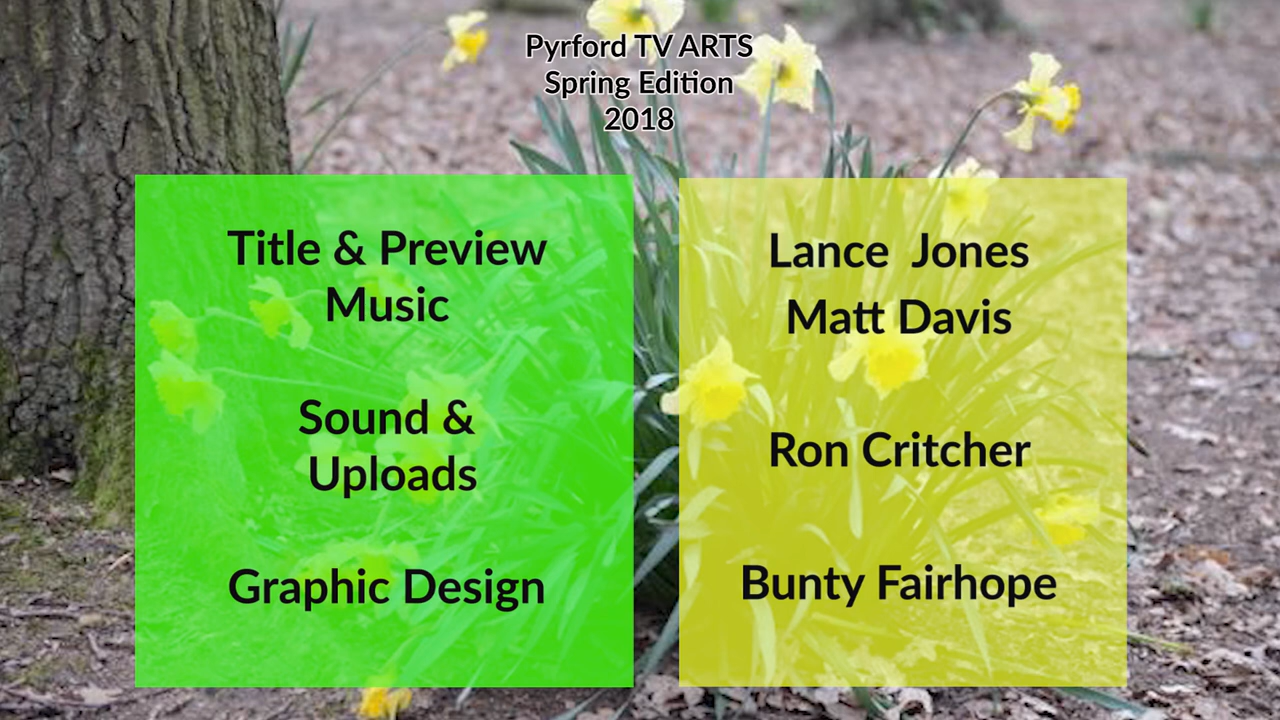 Pyrford TV ARTS
Spring Edition
2018
Title & Preview
Music
Sound &
Uploads
Graphic Design
Lance Jones
Matt Davis
Ron Critcher
Bunty Fairhope